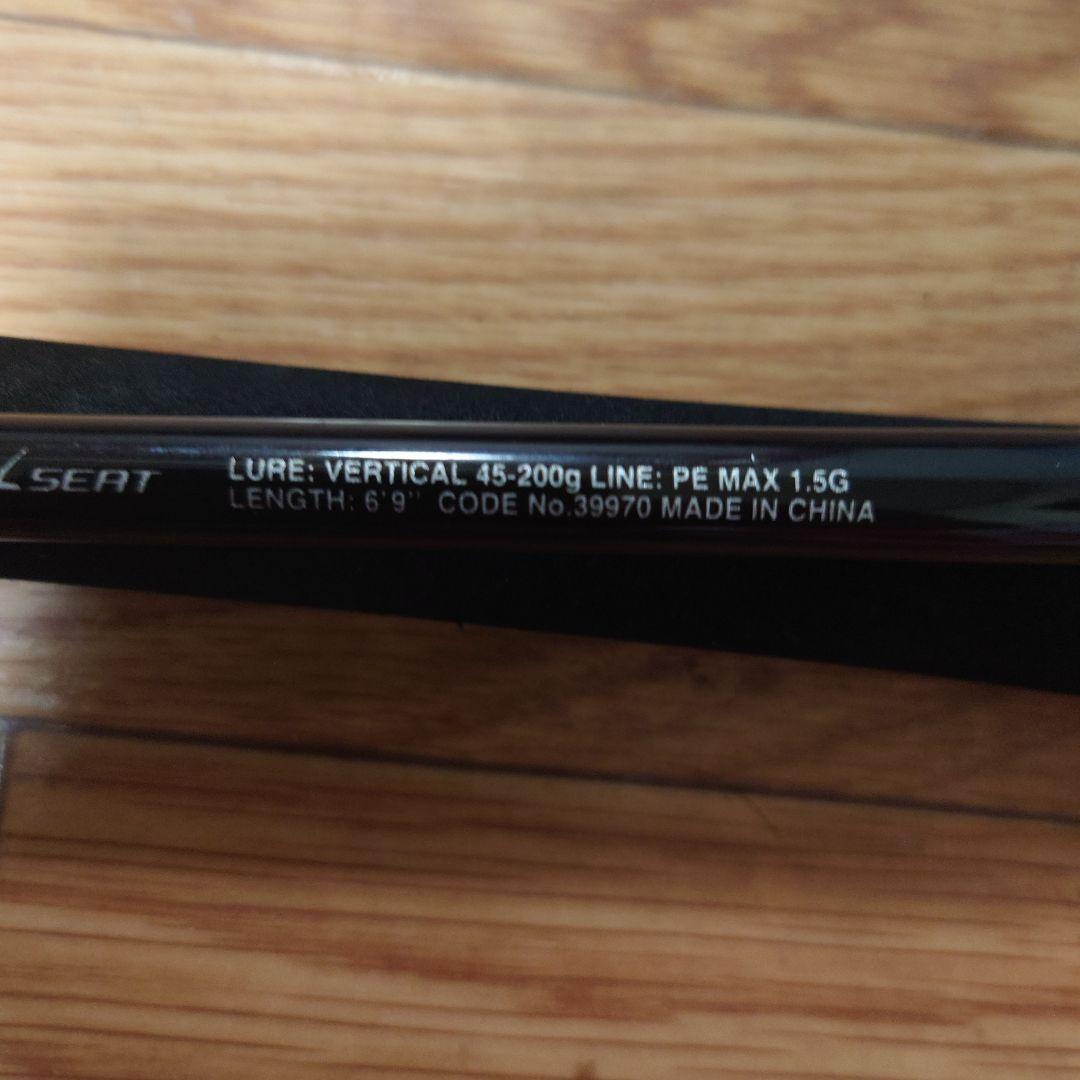 SEAT
LURE: VERTICAL 45-200g LINE: PE MAX 1.5G
LENGTH: 6'9" CODE No.39970 MADE IN CHINA